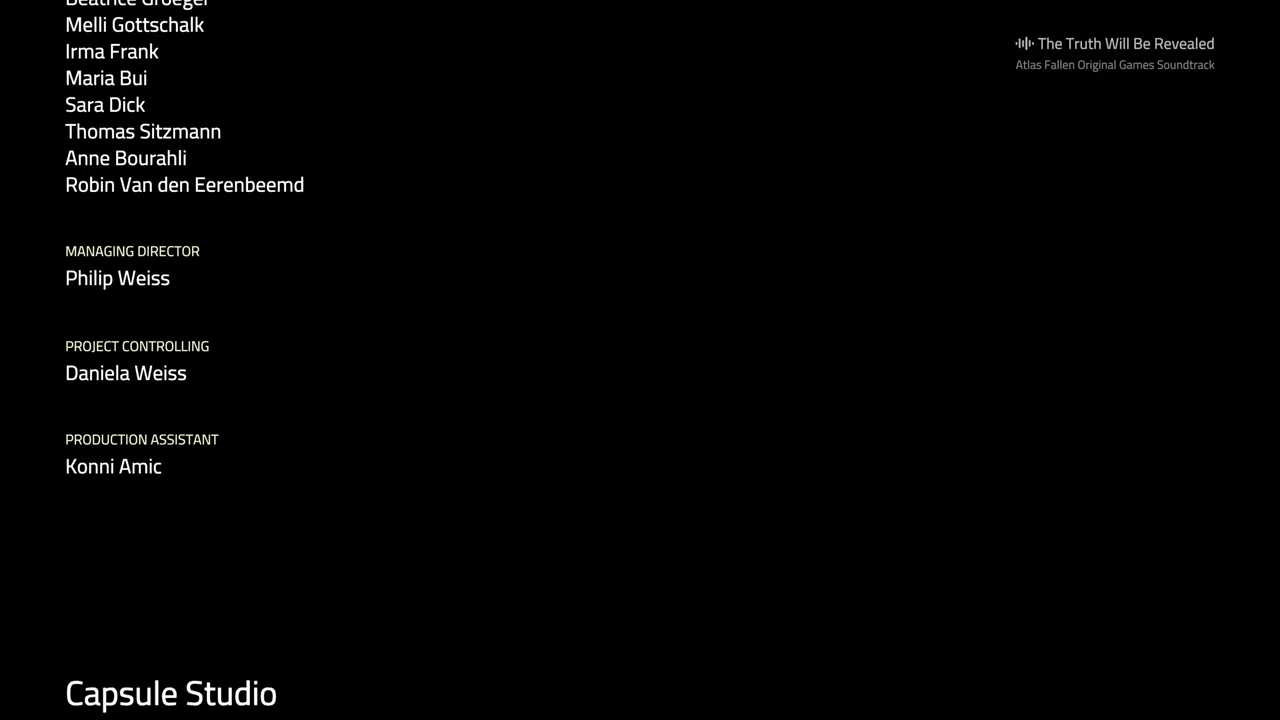 Beatrice Groeger
Melli Gottschalk
Irma Frank
Maria Bui
Sara Dick
Thomas Sitzmann
Anne Bourahli
Robin Van den Eerenbeemd
MANAGING DIRECTOR
Philip Weiss
PROJECT CONTROLLING
Daniela Weiss
PRODUCTION ASSISTANT
Konni Amic
Capsule Studio
The Truth Will Be Revealed
Atlas Fallen Original Games Soundtrack